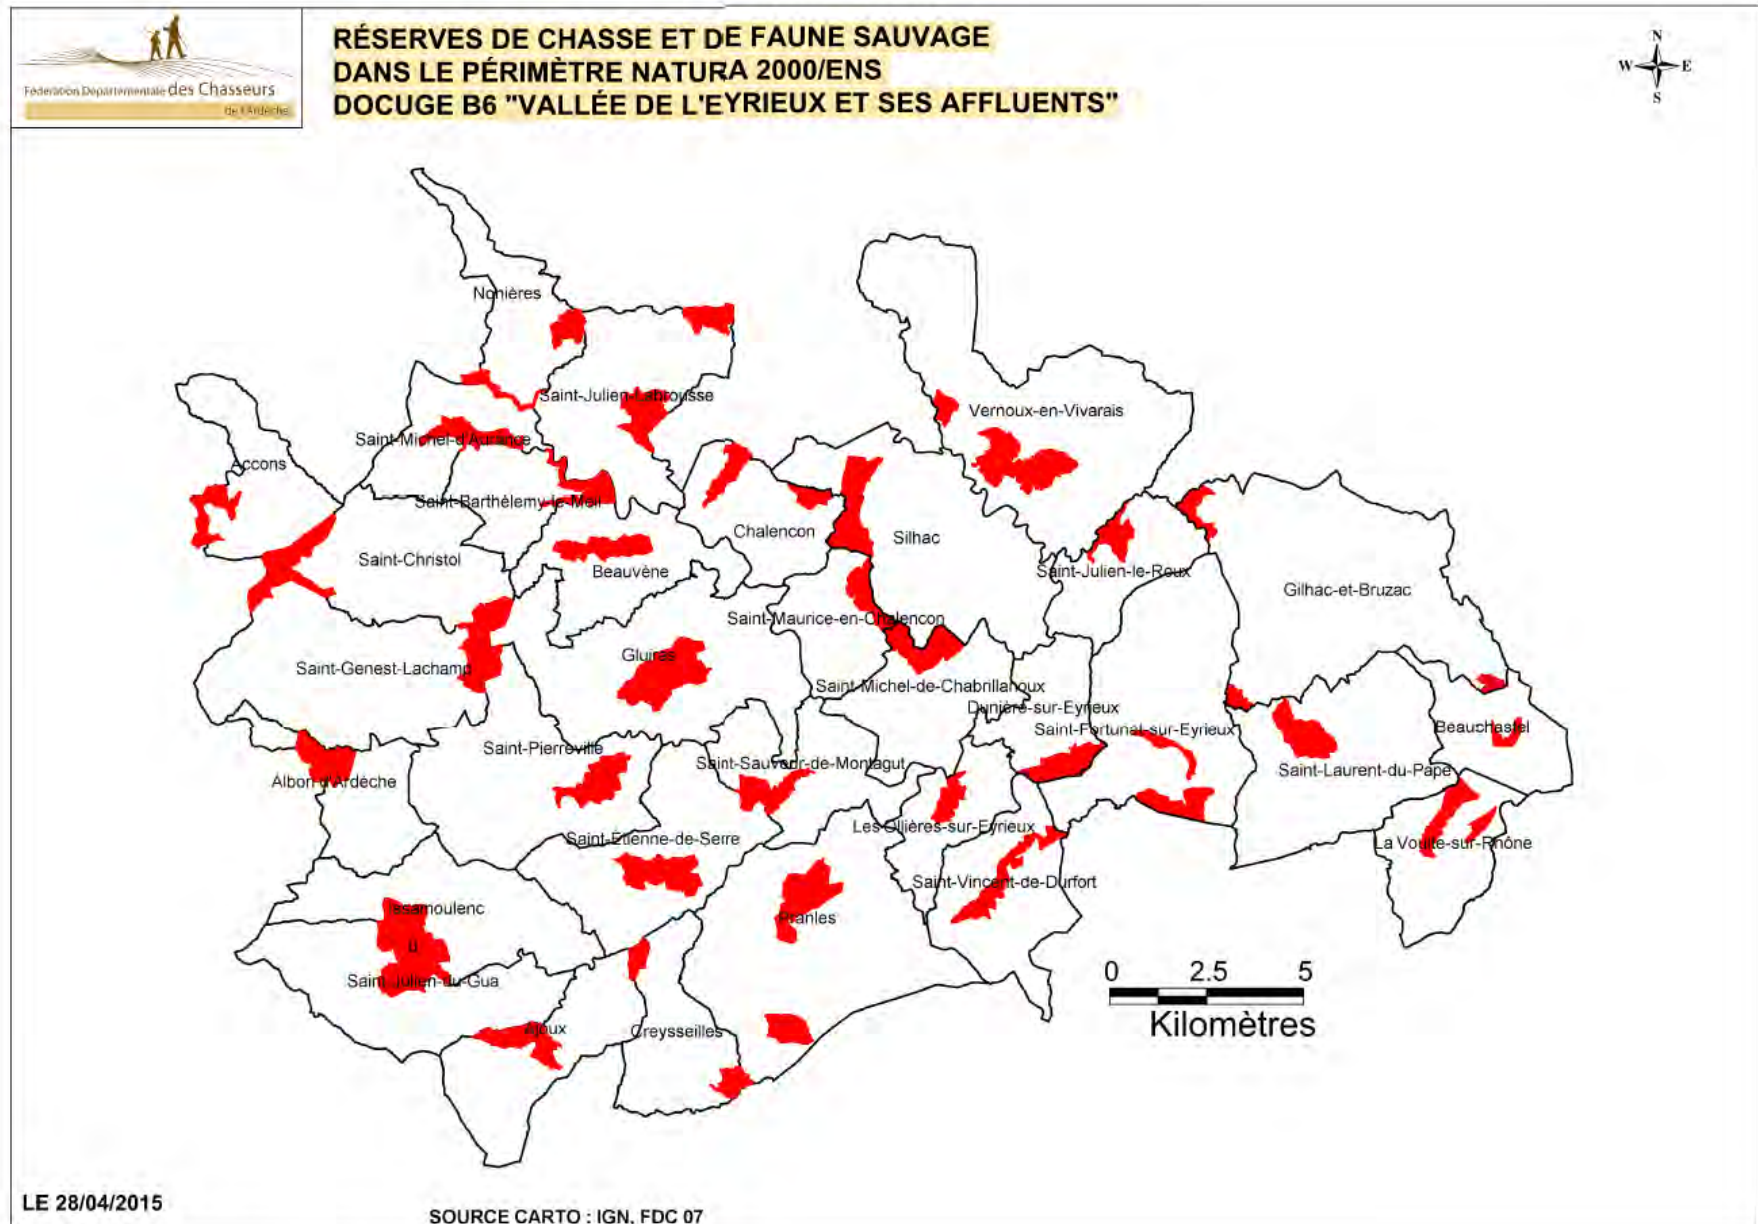 Fédération Départementale des Chasseurs
de l'Ardèche
RÉSERVES DE CHASSE ET DE FAUNE SAUVAGE
DANS LE PÉRIMÈTRE NATURA 2000/ENS
DOCUGE B6 "VALLÉE DE L'EYRIEUX ET SES AFFLUENTS"
N
W E
S
Nonières
Saint-Julien-Labrousse
Vernoux-en-Vivarais
Saint-Michel-d'Aurance
Accons
Saint-Barthélemy-le-Meil
Chalencon
Silhac
Saint-Christol
Beauvène
Saint-Julien-le-Roux
Gilhac-et-Bruzac
Saint-Maurice-en-Chalencon
Gluiras
Saint-Genest-Lachamp
Saint-Michel-de-Chabrillanoux
Dunière-sur-Eyrieux
Saint-Fortunat-sur-Eyrieux
Beauchastel
Saint-Pierreville
Saint-Sauveur-de-Montagut
Saint-Laurent-du-Pape
Albon d'Ardèche
Les Ollières-sur-Eyrieux
Saint-Etienne-de-Serre
La Voulte-sur-Rhône
Saint-Vincent-de-Durfort
Issamoulenc
Pranles
Saint-Julien-du-Gua
0 2.5 5
Kilomètres
Ajoux
Creysseilles
LE 28/04/2015
SOURCE CARTO : IGN, FDC 07